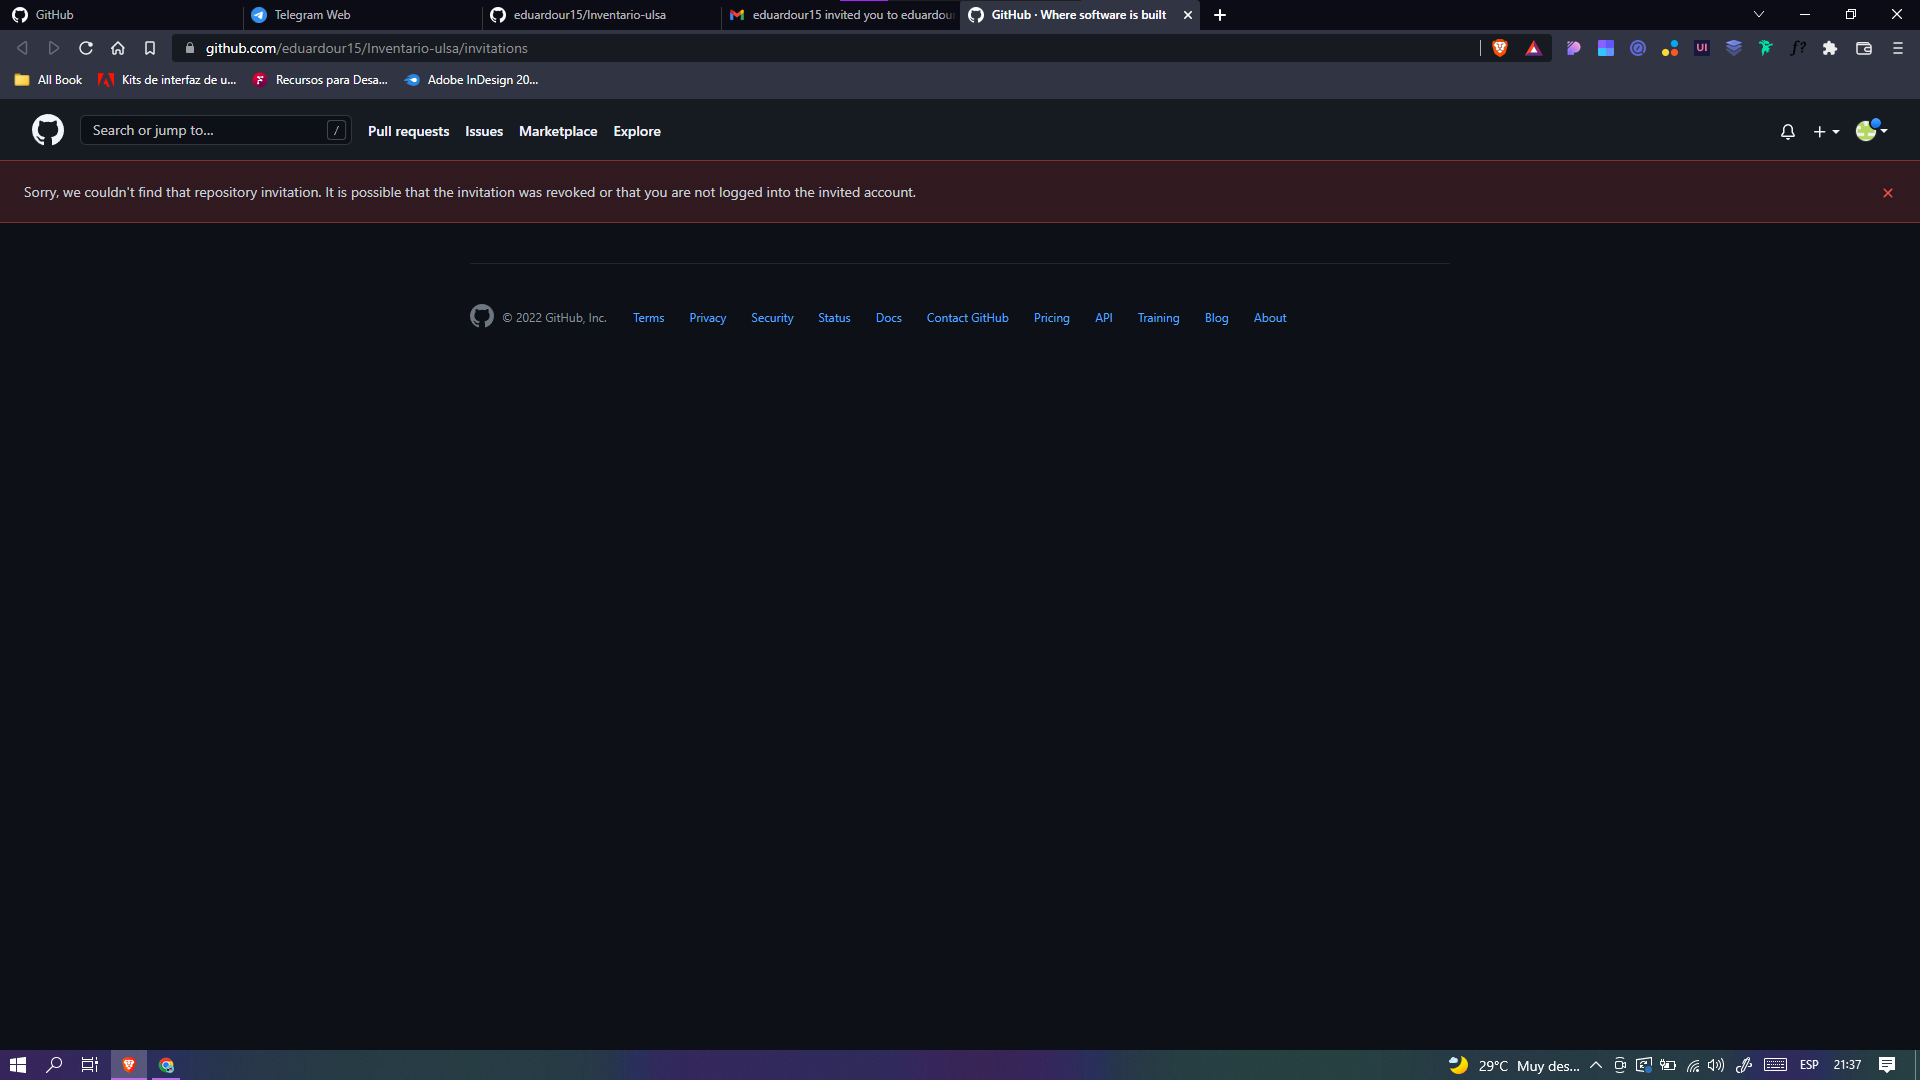 GitHub
Telegram Web
eduardour15/Inventario-ulsa
eduardour15 invited you to eduardour
GitHub · Where software is built
github.com/eduardour15/Inventario-ulsa/invitations
UI
f?
All Book
Kits de interfaz de u...
Recursos para Desa...
Adobe InDesign 20...
Search or jump to...
/
Pull requests
Issues
Marketplace
Explore
Sorry, we couldn't find that repository invitation. It is possible that the invitation was revoked or that you are not logged into the invited account.
© 2022 GitHub, Inc.
Terms
Privacy
Security
Status
Docs
Contact GitHub
Pricing
API
Training
Blog
About
29°C Muy des...
ESP
21:37